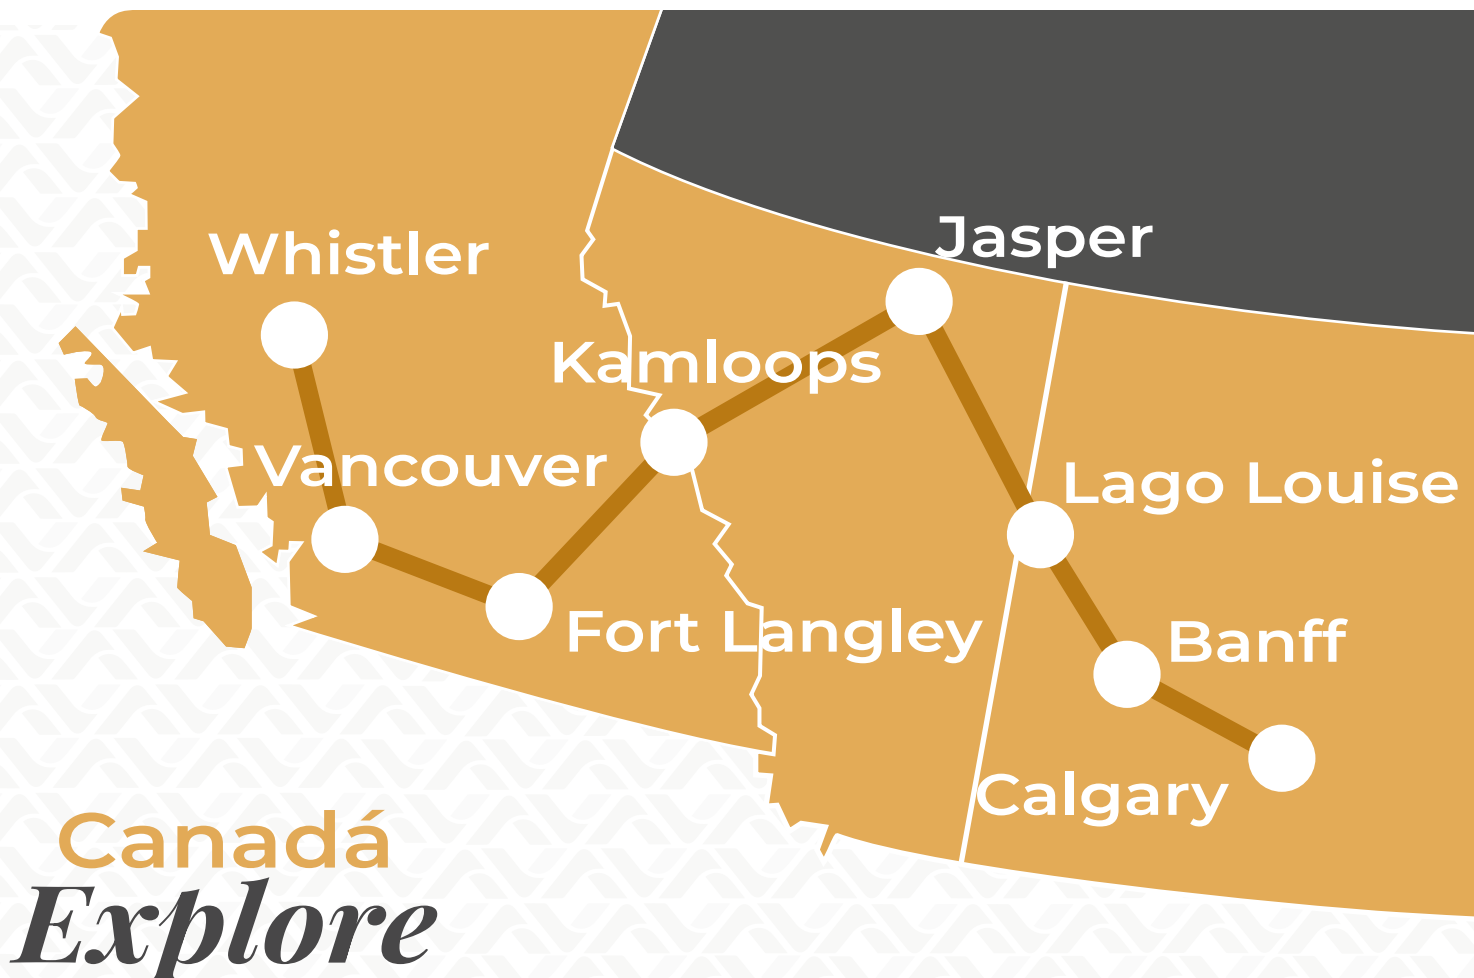 Jasper
Whistler
Kamloops
Vancouver
Lago Louise
Fort Langley
Banff
Calgary
Canadá
Explore